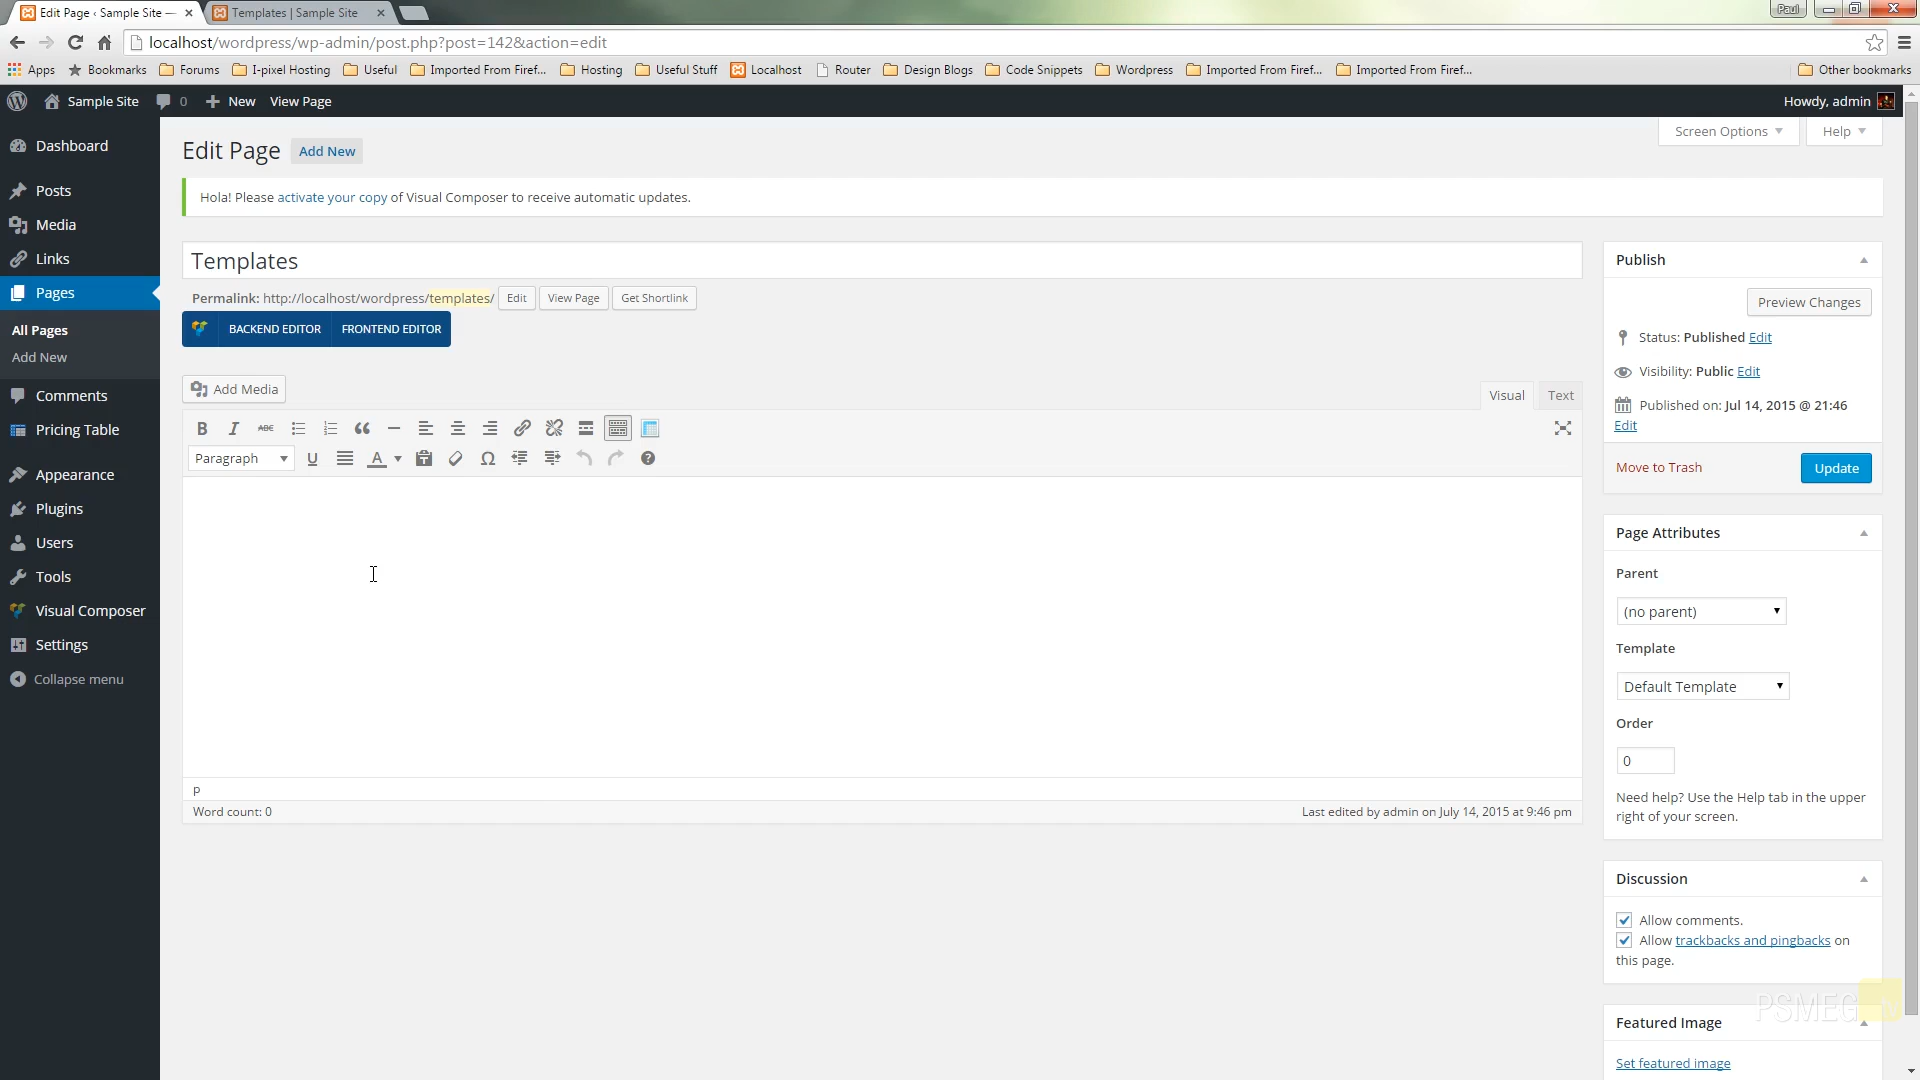 Edit Page ‹ Sample Site —
Templates | Sample Site
Paul
localhost/wordpress/wp-admin/post.php?post=142&action=edit
Apps Bookmarks Forums I-pixel Hosting Useful Imported From Firef... Hosting Useful Stuff Localhost Router Design Blogs Code Snippets Wordpress Imported From Firef... Imported From Firef... Other bookmarks
Sample Site 0 New View Page Howdy, admin
Screen Options Help
Dashboard
Posts
Media
Links
Pages
All Pages
Add New
Comments
Pricing Table
Appearance
Plugins
Users
Tools
Visual Composer
Settings
Collapse menu
Edit Page Add New
Hola! Please activate your copy of Visual Composer to receive automatic updates.
Templates
Permalink: http://localhost/wordpress/templates/ Edit View Page Get Shortlink
BACKEND EDITOR FRONTEND EDITOR
Add Media
Visual Text
B I ABC
Paragraph U A Ω
p
Word count: 0
Last edited by admin on July 14, 2015 at 9:46 pm
Publish
Preview Changes
Status: Published Edit
Visibility: Public Edit
Published on: Jul 14, 2015 @ 21:46
Edit
Move to Trash Update
Page Attributes
Parent
(no parent)
Template
Default Template
Order
0
Need help? Use the Help tab in the upper
right of your screen.
Discussion
Allow comments.
Allow trackbacks and pingbacks on
this page.
PSMEG tv
Featured Image
Set featured image